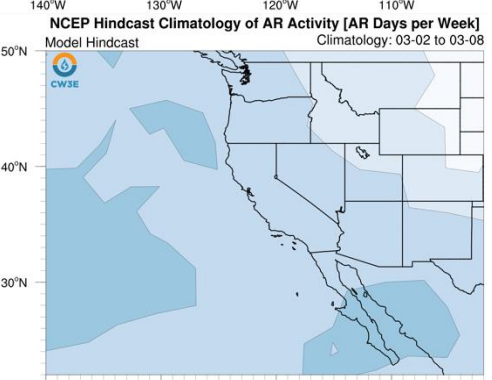 140°W 130°W 120°W 110°W
NCEP Hindcast Climatology of AR Activity [AR Days per Week]
Model Hindcast Climatology: 03-02 to 03-08
50°N
CW3E
40°N
30°N